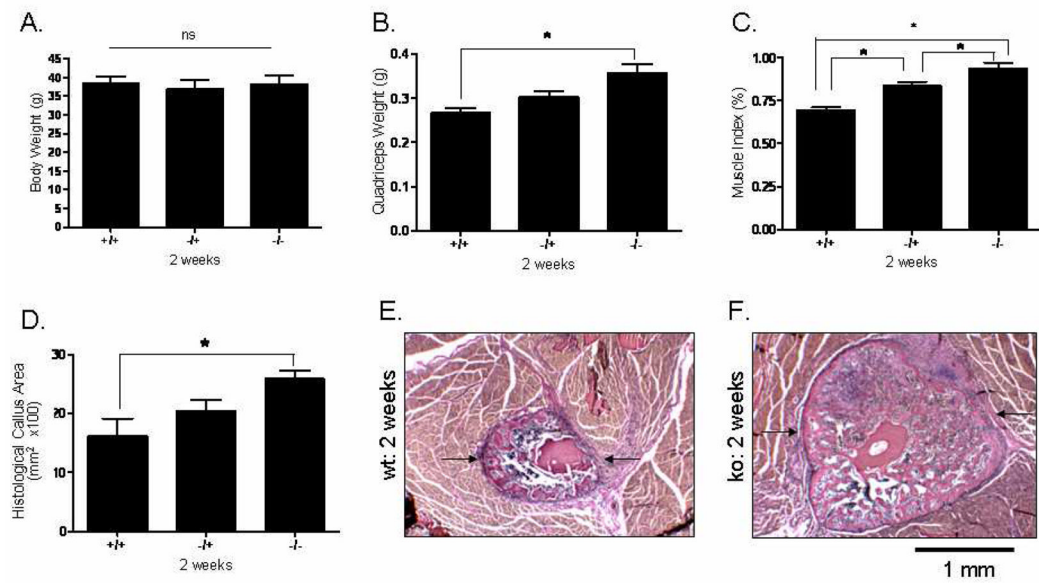 A.
ns
Body Weight (g)
45
40
35
30
25
20
15
10
5
0
+/+
-/+
-/-
2 weeks
B.
*
Quadriceps Weight (g)
0.4
0.3
0.2
0.1
0.0
+/+
-/+
-/-
2 weeks
C.
*
*
*
Muscle Index (%)
1.00
0.75
0.50
0.25
0.00
+/+
-/+
-/-
2 weeks
D.
*
Histological Callus Area
(mm² x100)
30
20
10
0
+/+
-/+
-/-
2 weeks
E.
wt: 2 weeks
F.
ko: 2 weeks
1 mm